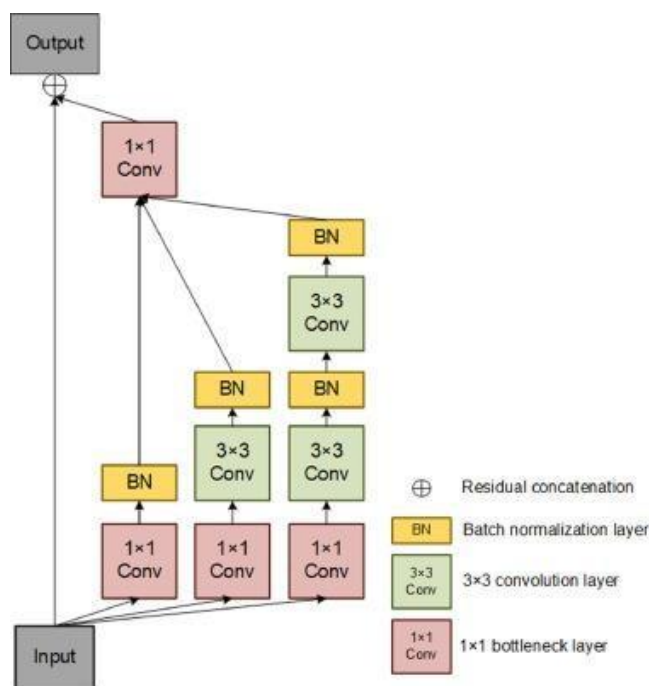 Output
1×1
Conv
BN
3×3
Conv
BN
BN
3×3
Conv
3×3
Conv
BN
1×1
Conv
1×1
Conv
1×1
Conv
Input
Residual concatenation
BN
Batch normalization layer
3×3
Conv
3×3 convolution layer
1×1
Conv
1×1 bottleneck layer